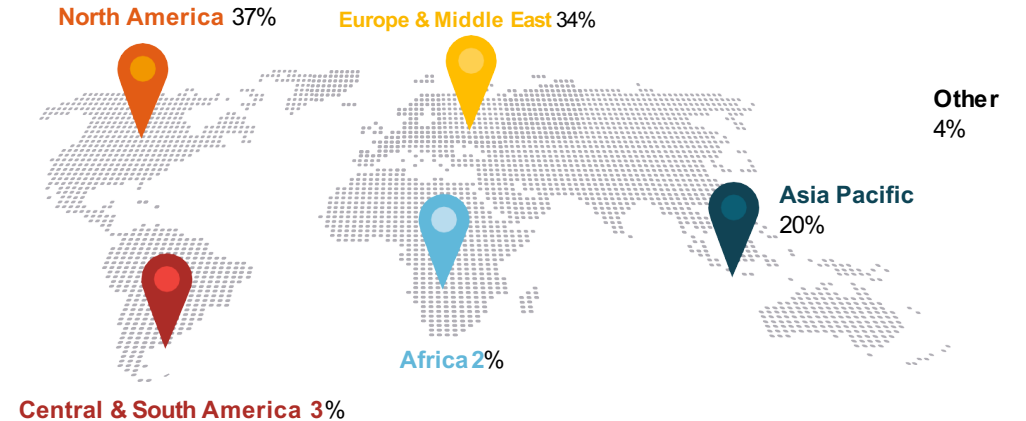 North America 37%
Europe & Middle East 34%
Other
4%
Asia Pacific
20%
Africa 2%
Central & South America 3%